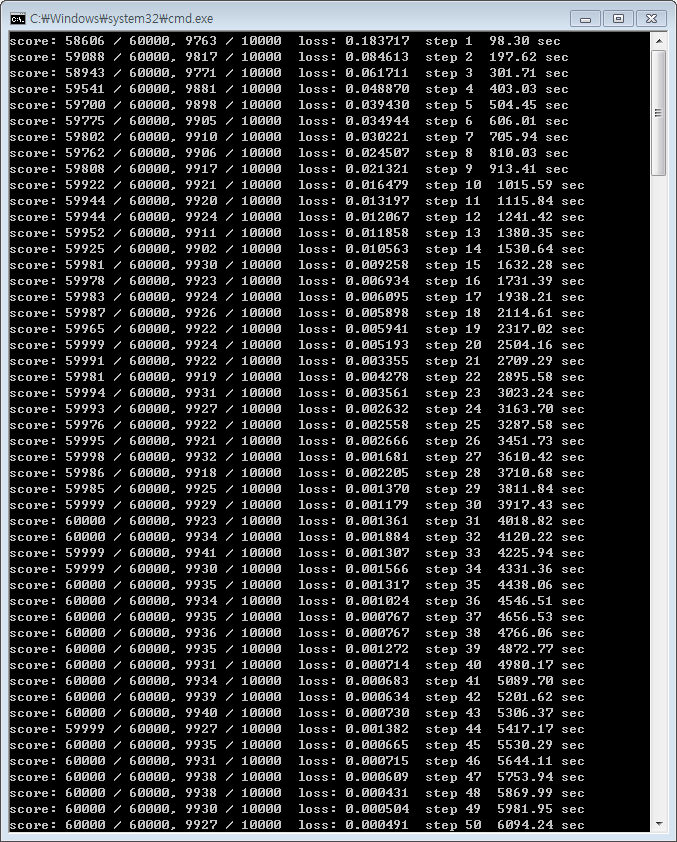 C:₩Windows₩system32₩cmd.exe
score: 58606 / 60000, 9763 / 10000  loss: 0.183717  step 1  98.30 sec
score: 59088 / 60000, 9817 / 10000  loss: 0.084613  step 2  197.62 sec
score: 58943 / 60000, 9771 / 10000  loss: 0.061711  step 3  301.71 sec
score: 59541 / 60000, 9881 / 10000  loss: 0.048870  step 4  403.03 sec
score: 59700 / 60000, 9898 / 10000  loss: 0.039430  step 5  504.45 sec
score: 59775 / 60000, 9905 / 10000  loss: 0.034944  step 6  606.01 sec
score: 59802 / 60000, 9910 / 10000  loss: 0.030221  step 7  705.94 sec
score: 59762 / 60000, 9906 / 10000  loss: 0.024507  step 8  810.03 sec
score: 59808 / 60000, 9917 / 10000  loss: 0.021321  step 9  913.41 sec
score: 59922 / 60000, 9921 / 10000  loss: 0.016479  step 10  1015.59 sec
score: 59944 / 60000, 9920 / 10000  loss: 0.013197  step 11  1115.84 sec
score: 59944 / 60000, 9924 / 10000  loss: 0.012067  step 12  1241.42 sec
score: 59952 / 60000, 9911 / 10000  loss: 0.011858  step 13  1380.35 sec
score: 59925 / 60000, 9902 / 10000  loss: 0.010563  step 14  1530.64 sec
score: 59981 / 60000, 9930 / 10000  loss: 0.009258  step 15  1632.28 sec
score: 59978 / 60000, 9923 / 10000  loss: 0.006934  step 16  1731.39 sec
score: 59983 / 60000, 9924 / 10000  loss: 0.006095  step 17  1938.21 sec
score: 59987 / 60000, 9926 / 10000  loss: 0.005898  step 18  2114.61 sec
score: 59965 / 60000, 9922 / 10000  loss: 0.005941  step 19  2317.02 sec
score: 59999 / 60000, 9924 / 10000  loss: 0.005193  step 20  2504.16 sec
score: 59991 / 60000, 9922 / 10000  loss: 0.003355  step 21  2709.29 sec
score: 59981 / 60000, 9919 / 10000  loss: 0.004278  step 22  2895.58 sec
score: 59994 / 60000, 9931 / 10000  loss: 0.003561  step 23  3023.24 sec
score: 59993 / 60000, 9927 / 10000  loss: 0.002632  step 24  3163.70 sec
score: 59976 / 60000, 9922 / 10000  loss: 0.002558  step 25  3287.58 sec
score: 59995 / 60000, 9921 / 10000  loss: 0.002666  step 26  3451.73 sec
score: 59998 / 60000, 9932 / 10000  loss: 0.001681  step 27  3610.42 sec
score: 59986 / 60000, 9918 / 10000  loss: 0.002205  step 28  3710.68 sec
score: 59985 / 60000, 9925 / 10000  loss: 0.001370  step 29  3811.84 sec
score: 59999 / 60000, 9929 / 10000  loss: 0.001179  step 30  3917.43 sec
score: 60000 / 60000, 9923 / 10000  loss: 0.001361  step 31  4018.82 sec
score: 60000 / 60000, 9934 / 10000  loss: 0.001884  step 32  4120.22 sec
score: 59999 / 60000, 9941 / 10000  loss: 0.001307  step 33  4225.94 sec
score: 59999 / 60000, 9930 / 10000  loss: 0.001566  step 34  4331.36 sec
score: 60000 / 60000, 9935 / 10000  loss: 0.001317  step 35  4438.06 sec
score: 60000 / 60000, 9934 / 10000  loss: 0.001024  step 36  4546.51 sec
score: 60000 / 60000, 9935 / 10000  loss: 0.000767  step 37  4656.53 sec
score: 60000 / 60000, 9936 / 10000  loss: 0.000767  step 38  4766.06 sec
score: 60000 / 60000, 9935 / 10000  loss: 0.001272  step 39  4872.77 sec
score: 60000 / 60000, 9931 / 10000  loss: 0.000714  step 40  4980.17 sec
score: 60000 / 60000, 9934 / 10000  loss: 0.000683  step 41  5089.70 sec
score: 60000 / 60000, 9939 / 10000  loss: 0.000634  step 42  5201.62 sec
score: 60000 / 60000, 9940 / 10000  loss: 0.000730  step 43  5306.37 sec
score: 59999 / 60000, 9927 / 10000  loss: 0.001382  step 44  5417.17 sec
score: 60000 / 60000, 9935 / 10000  loss: 0.000665  step 45  5530.29 sec
score: 60000 / 60000, 9931 / 10000  loss: 0.000715  step 46  5644.11 sec
score: 60000 / 60000, 9938 / 10000  loss: 0.000609  step 47  5753.94 sec
score: 60000 / 60000, 9938 / 10000  loss: 0.000431  step 48  5869.99 sec
score: 60000 / 60000, 9930 / 10000  loss: 0.000504  step 49  5981.95 sec
score: 60000 / 60000, 9927 / 10000  loss: 0.000491  step 50  6094.24 sec